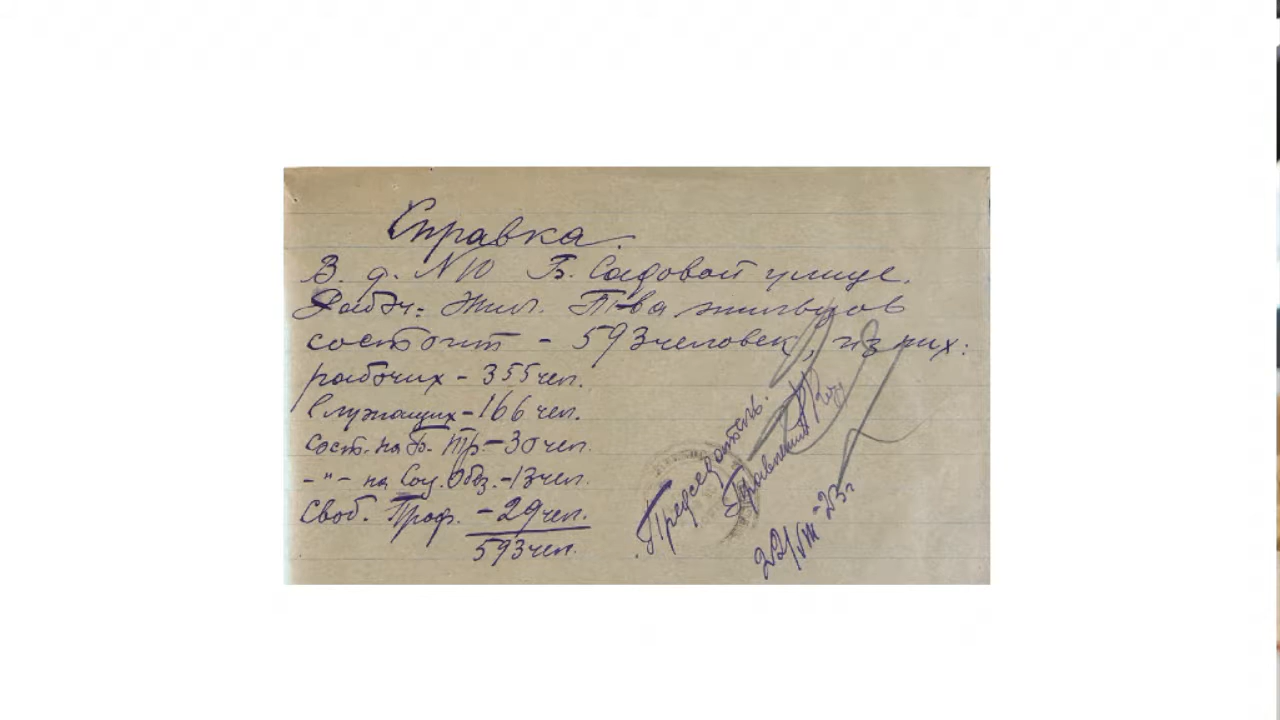 Справка.
В. д. №10 Б. Садовой улице.
Рабоч: Жил. Т-ва жильцов
состоит - 593 человек, из них:
рабочих - 355 чел.
Служащих - 166 чел.
Сост. на Б. Тр. - 30 чел.
-"- на Соц. Обз. - 13 чел.
Своб. Проф. - 29 чел.
593 чел.
Председатель.
Правления
22/VIII-23г